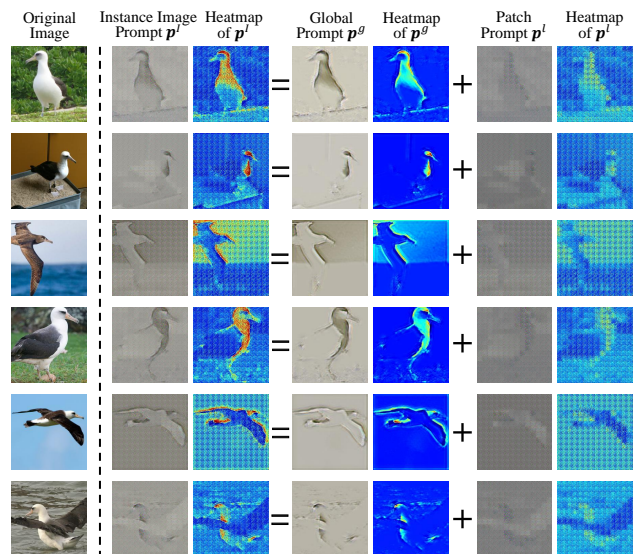 Original Image
Instance Image Prompt p^l
Heatmap of p^l
Global Prompt p^g
Heatmap of p^g
Patch Prompt p^l
Heatmap of p^l
=
+
=
+
=
+
=
+
=
+
=
+